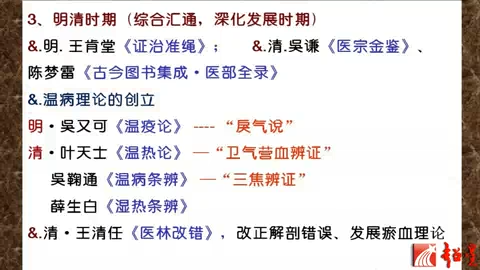 3、明清时期（综合汇通，深化发展时期）
&.明. 王肯堂《证治准绳》； &.清.吴谦《医宗金鉴》、
陈梦雷《古今图书集成·医部全录》
&.温病理论的创立
明·吴又可《温疫论》 ---- “戾气说”
清·叶天士《温热论》 —“卫气营血辨证”
吴鞠通《温病条辨》 —“三焦辨证”
薛生白《湿热条辨》
&.清·王清任《医林改错》，改正解剖错误、发展瘀血理论